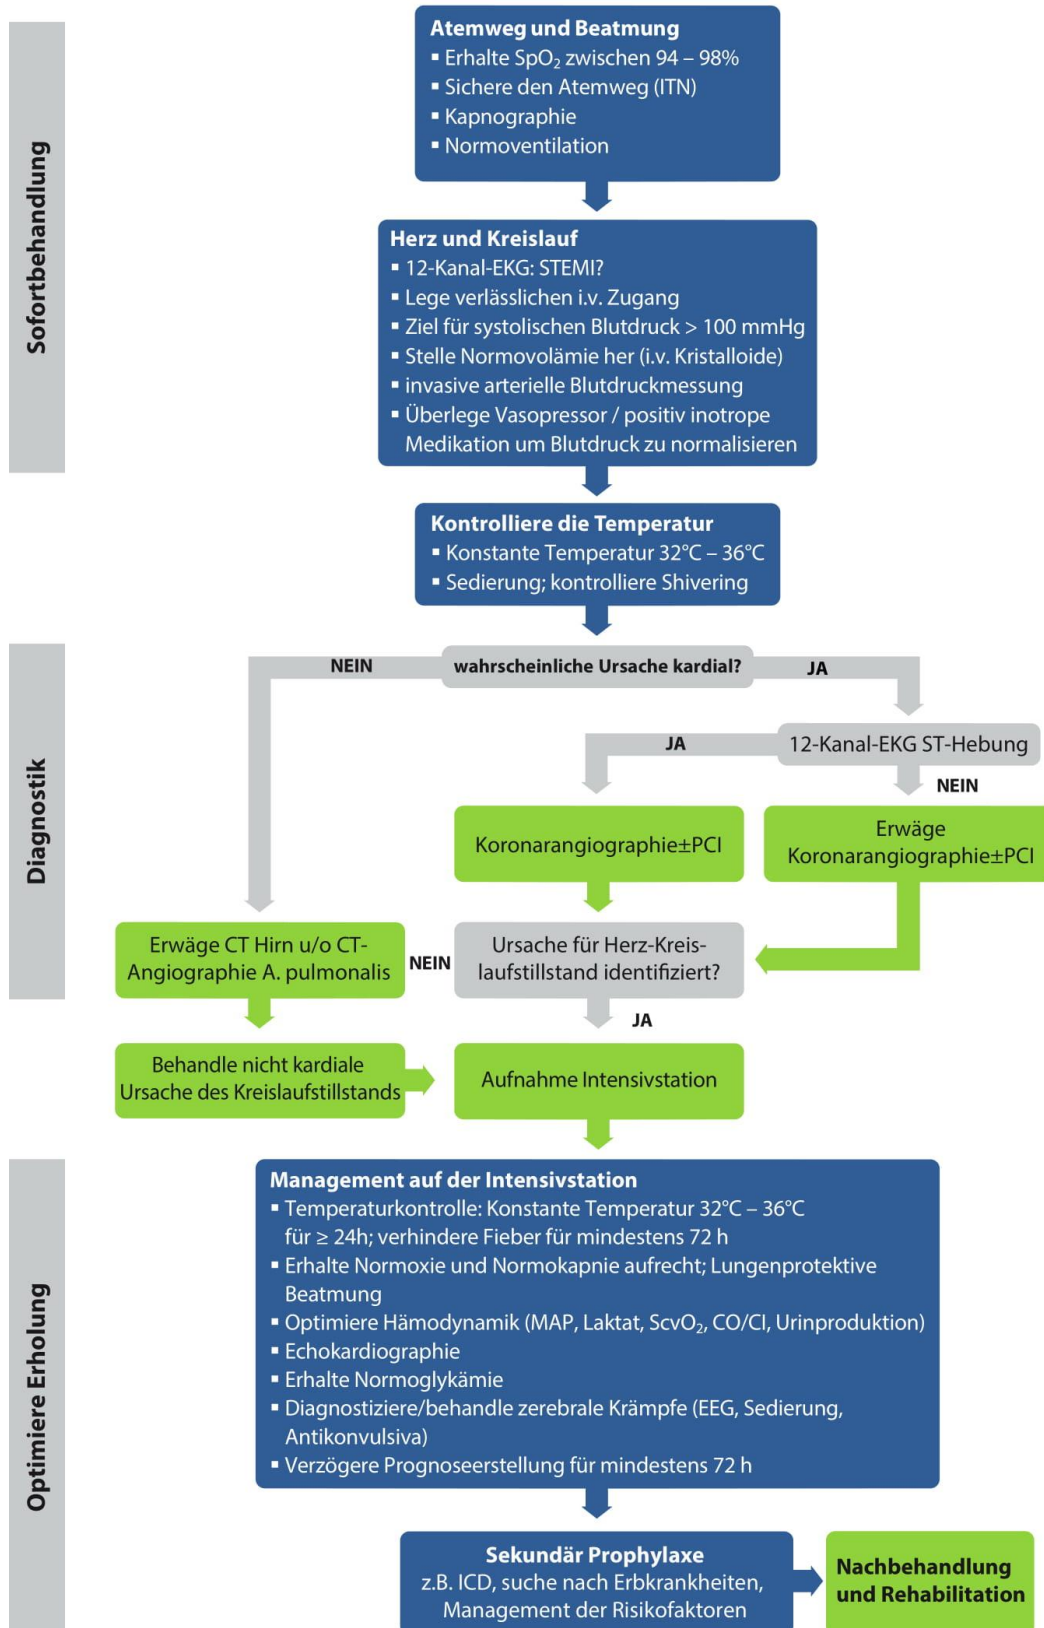 Sofortbehandlung
Atemweg und Beatmung
▪ Erhalte SpO₂ zwischen 94 – 98%
▪ Sichere den Atemweg (ITN)
▪ Kapnographie
▪ Normoventilation
Herz und Kreislauf
▪ 12-Kanal-EKG: STEMI?
▪ Lege verlässlichen i.v. Zugang
▪ Ziel für systolischen Blutdruck > 100 mmHg
▪ Stelle Normovolämie her (i.v. Kristalloide)
▪ invasive arterielle Blutdruckmessung
▪ Überlege Vasopressor / positiv inotrope
Medikation um Blutdruck zu normalisieren
Kontrolliere die Temperatur
▪ Konstante Temperatur 32°C – 36°C
▪ Sedierung; kontrolliere Shivering
Diagnostik
NEIN
wahrscheinliche Ursache kardial?
JA
12-Kanal-EKG ST-Hebung
JA
NEIN
Koronarangiographie±PCI
Erwäge
Koronarangiographie±PCI
Erwäge CT Hirn u/o CT-
Angiographie A. pulmonalis
NEIN
Ursache für Herz-Kreis-
laufstillstand identifiziert?
JA
Behandle nicht kardiale
Ursache des Kreislaufstillstands
Aufnahme Intensivstation
Optimiere Erholung
Management auf der Intensivstation
▪ Temperaturkontrolle: Konstante Temperatur 32°C – 36°C
für ≥ 24h; verhindere Fieber für mindestens 72 h
▪ Erhalte Normoxie und Normokapnie aufrecht; Lungenprotektive
Beatmung
▪ Optimiere Hämodynamik (MAP, Laktat, ScvO₂, CO/CI, Urinproduktion)
▪ Echokardiographie
▪ Erhalte Normoglykämie
▪ Diagnostiziere/behandle zerebrale Krämpfe (EEG, Sedierung,
Antikonvulsiva)
▪ Verzögere Prognoseerstellung für mindestens 72 h
Sekundär Prophylaxe
z.B. ICD, suche nach Erbkrankheiten,
Management der Risikofaktoren
Nachbehandlung
und Rehabilitation